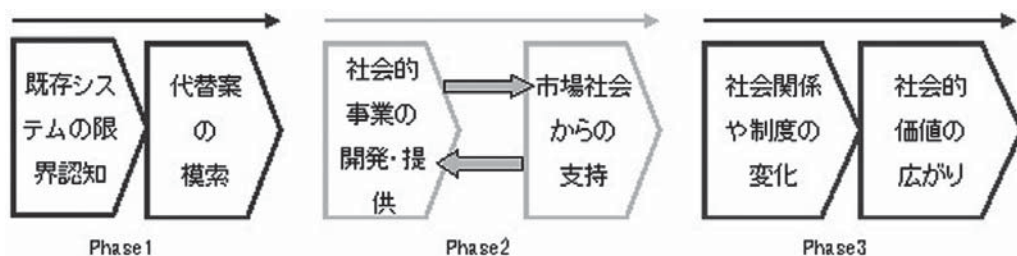 既存シス
テムの限
界認知
代替案
の
模索
社会的
事業の
開発・提
供
市場社会
からの
支持
社会関係
や制度の
変化
社会的
価値の
広がり
Phase1
Phase2
Phase3